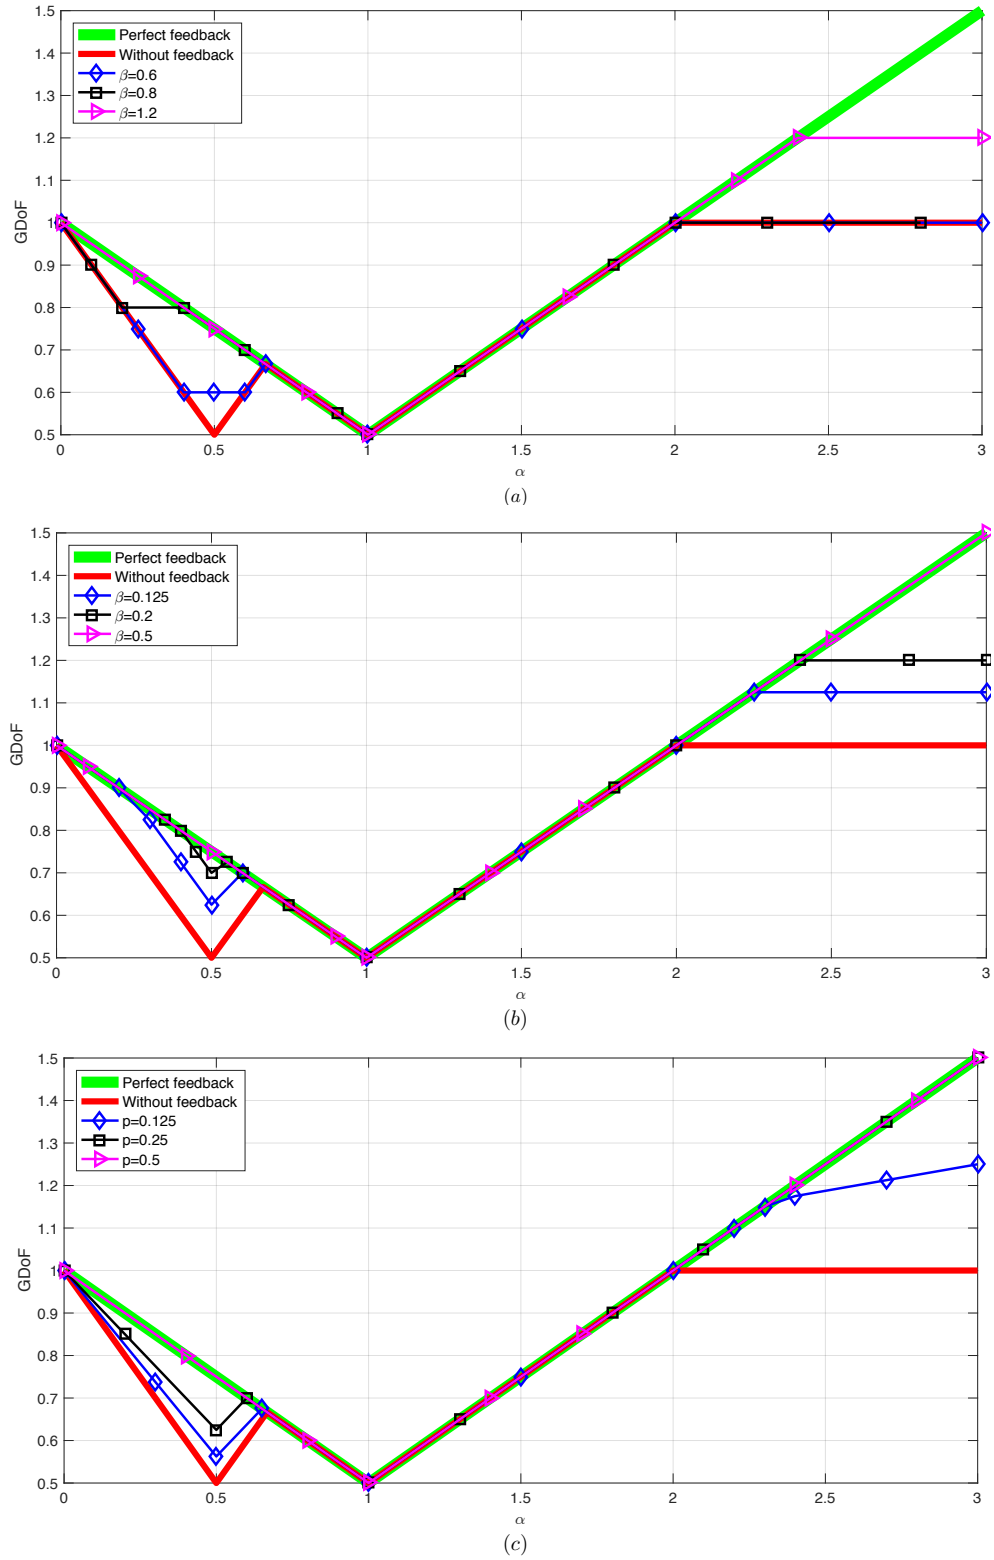 1.5
1.4
1.3
1.2
1.1
1
0.9
0.8
0.7
0.6
0.5
GDoF
Perfect feedback
Without feedback
β=0.6
β=0.8
β=1.2
0 0.5 1 1.5 2 2.5 3
α
(a)
1.5
1.4
1.3
1.2
1.1
1
0.9
0.8
0.7
0.6
0.5
GDoF
Perfect feedback
Without feedback
β=0.125
β=0.2
β=0.5
0 0.5 1 1.5 2 2.5 3
α
(b)
1.5
1.4
1.3
1.2
1.1
1
0.9
0.8
0.7
0.6
0.5
GDoF
Perfect feedback
Without feedback
p=0.125
p=0.25
p=0.5
0 0.5 1 1.5 2 2.5 3
α
(c)